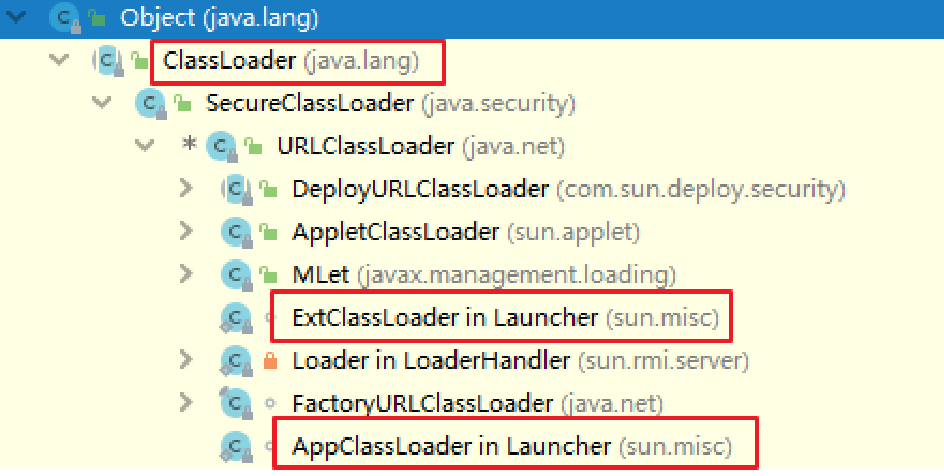 Object (java.lang)
ClassLoader (java.lang)
SecureClassLoader (java.security)
* URLClassLoader (java.net)
DeployURLClassLoader (com.sun.deploy.security)
AppletClassLoader (sun.applet)
MLet (javax.management.loading)
ExtClassLoader in Launcher (sun.misc)
Loader in LoaderHandler (sun.rmi.server)
FactoryURLClassLoader (java.net)
AppClassLoader in Launcher (sun.misc)